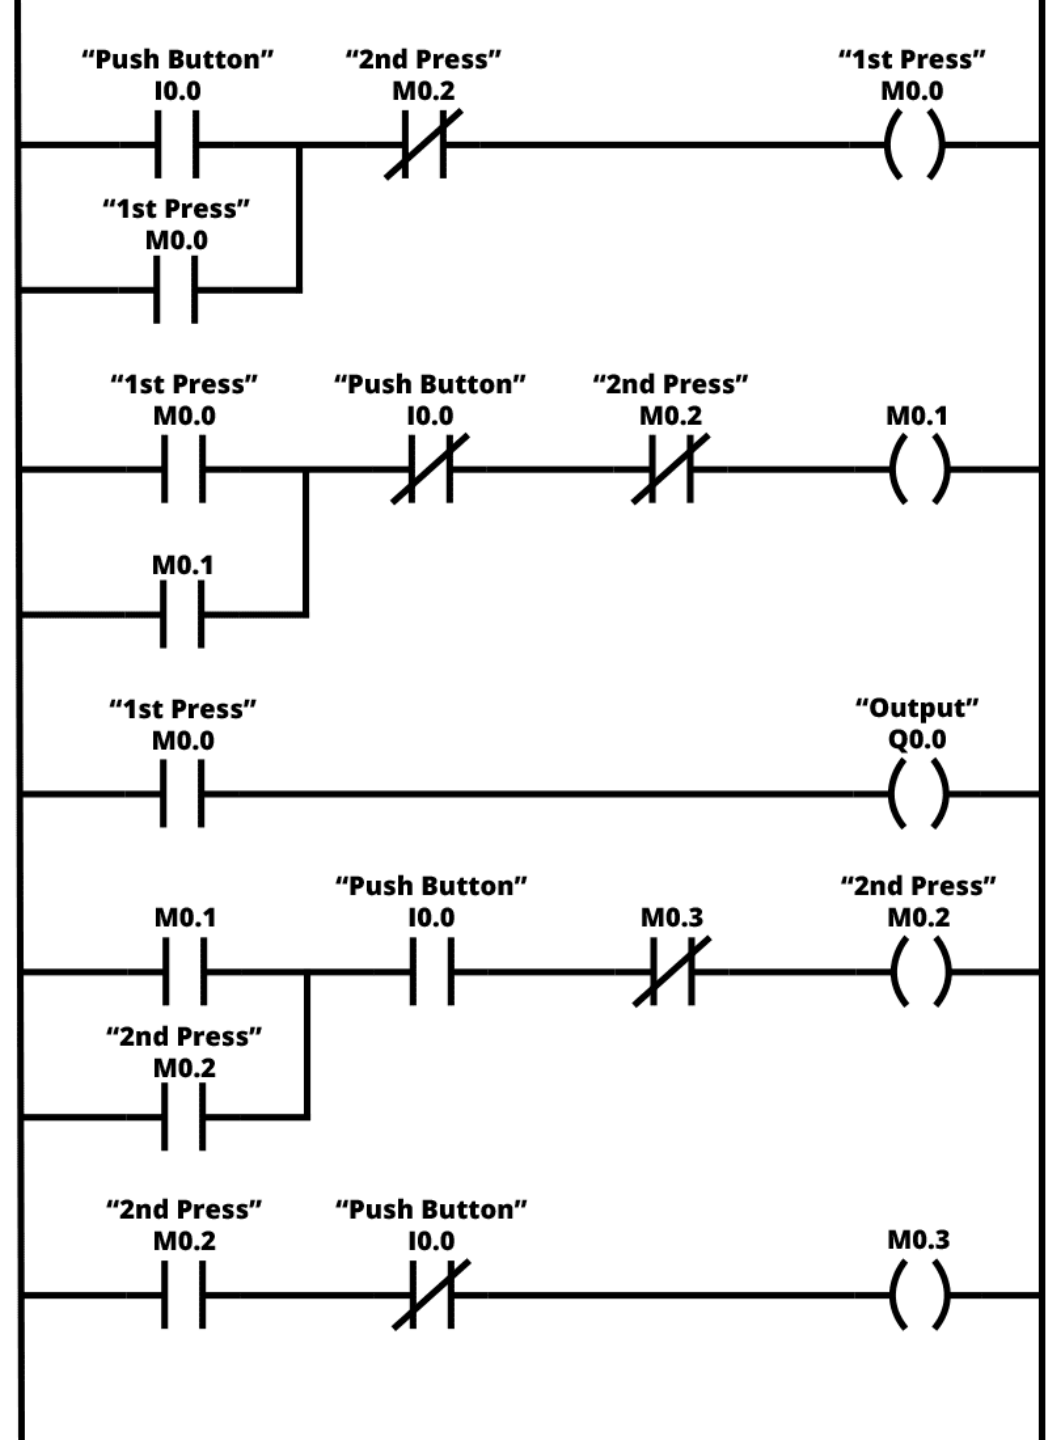 “Push Button”
I0.0
“2nd Press”
M0.2
“1st Press”
M0.0
“1st Press”
M0.0
“1st Press”
M0.0
“Push Button”
I0.0
“2nd Press”
M0.2
M0.1
M0.1
“1st Press”
M0.0
“Output”
Q0.0
M0.1
“Push Button”
I0.0
M0.3
“2nd Press”
M0.2
“2nd Press”
M0.2
“2nd Press”
M0.2
“Push Button”
I0.0
M0.3